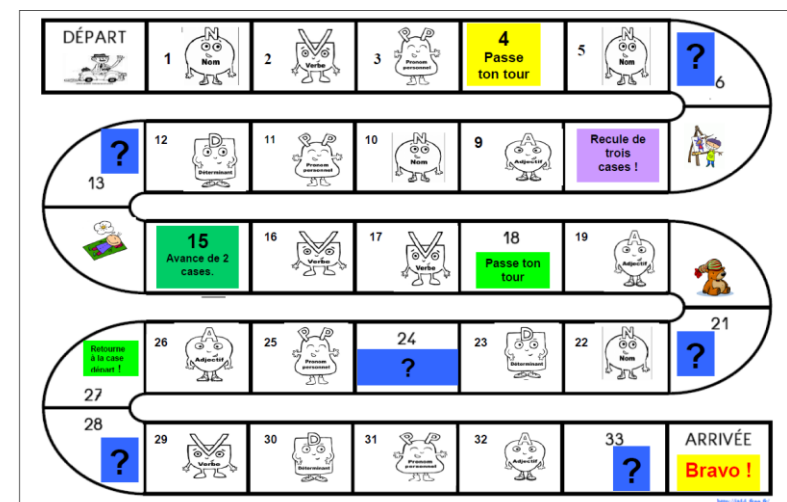 DÉPART
1
Nom
2
Verbe
3
Pronom
personnel
4
Passe
ton tour
5
Nom
?
6
Recule de
trois
cases !
9
Adjectif
10
Nom
11
Pronom
personnel
12
Déterminant
?
13
15
Avance de 2
cases.
16
Verbe
17
Verbe
18
Passe ton
tour
19
Adjectif
21
?
22
Nom
23
Déterminant
24
?
25
Pronom
personnel
26
Adjectif
Retourne
à la case
départ !
27
28
?
29
Verbe
30
Déterminant
31
Pronom
personnel
32
Adjectif
33
?
ARRIVÉE
Bravo !